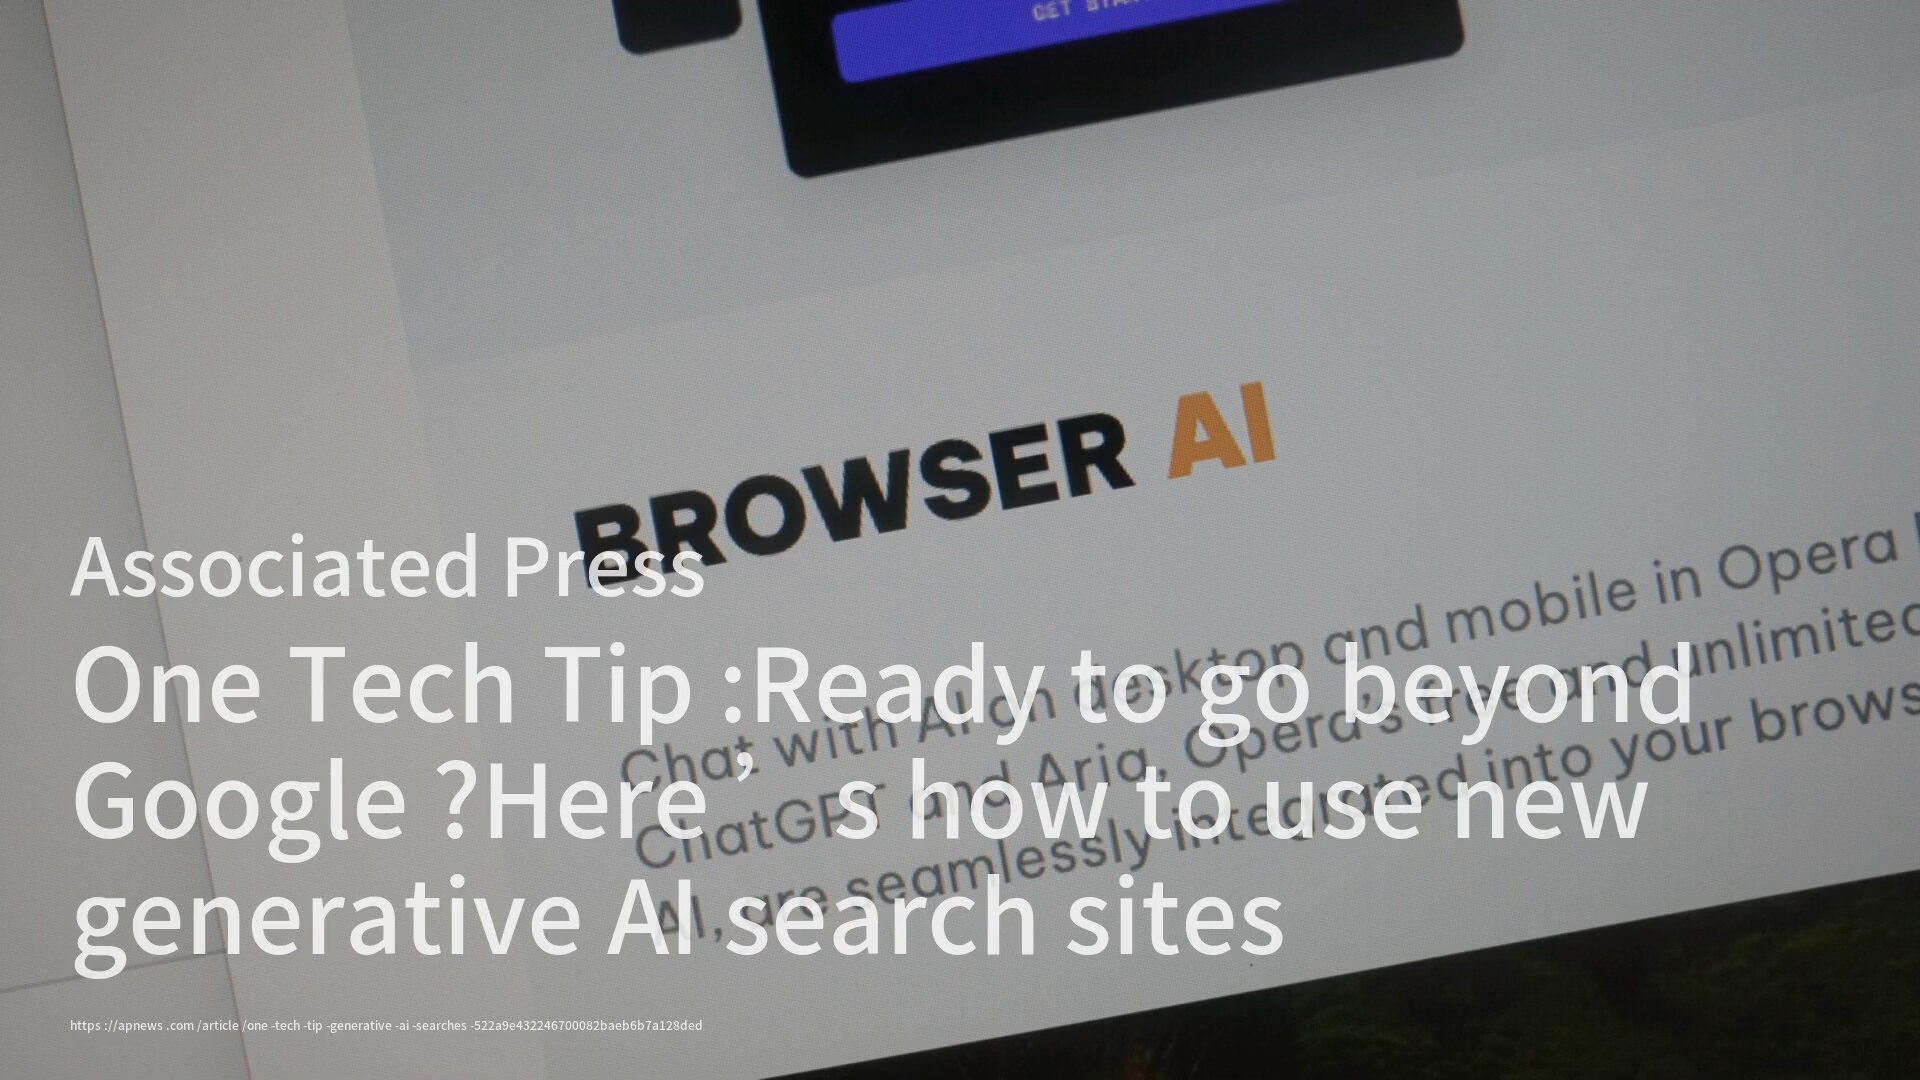 GET
BROWSER AI
Associated Press
One Tech Tip :Ready to go beyond
Google ?Here’ s how to use new
generative AI search sites
Chat with AI on desktop and mobile in Opera
ChatGPT and Aria, Opera's free and unlimited
AI, are seamlessly integrated into your
https ://apnews .com /article /one -tech -tip -generative -ai -searches -522a9e432246700082baeb6b7a128ded